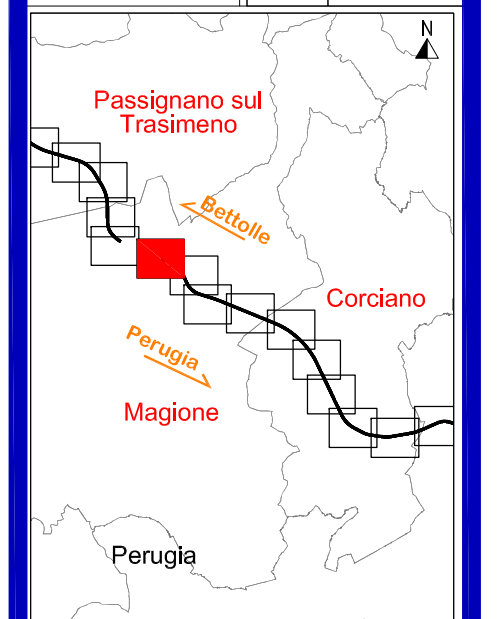 N
Passignano sul
Trasimeno
Bettolle
Corciano
Perugia
Magione
Perugia